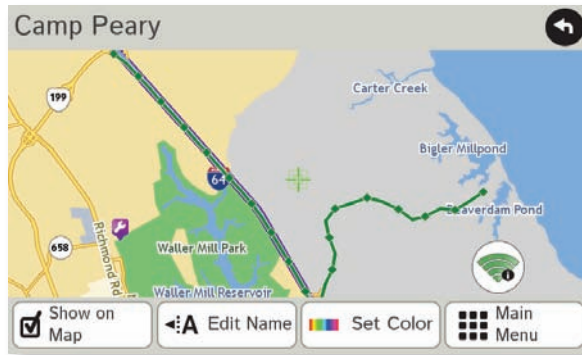 Camp Peary
199
Carter Creek
Bigler Millpond
64
Beaverdam Pond
Richmond Rd
658
Waller Mill Park
Waller Mill Reservoir
Show on
Map
A Edit Name
Set Color
Main
Menu